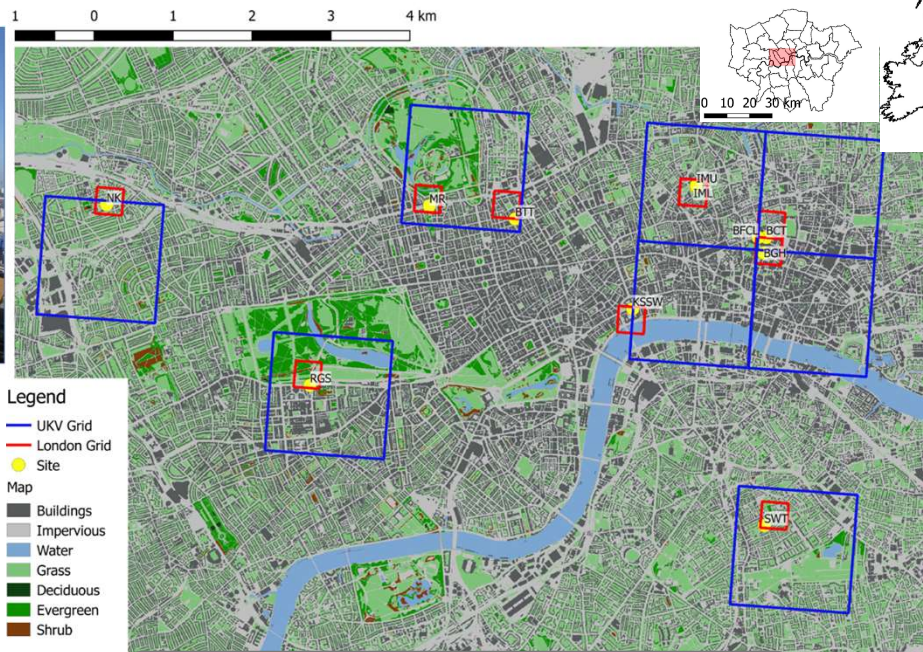 1 0 1 2 3 4 km
0 10 20 30 km
NK
MR
BTT
IMU
IML
BFCL
BCT
BGH
KSSW
RGS
SWT
Legend
UKV Grid
London Grid
Site
Map
Buildings
Impervious
Water
Grass
Deciduous
Evergreen
Shrub